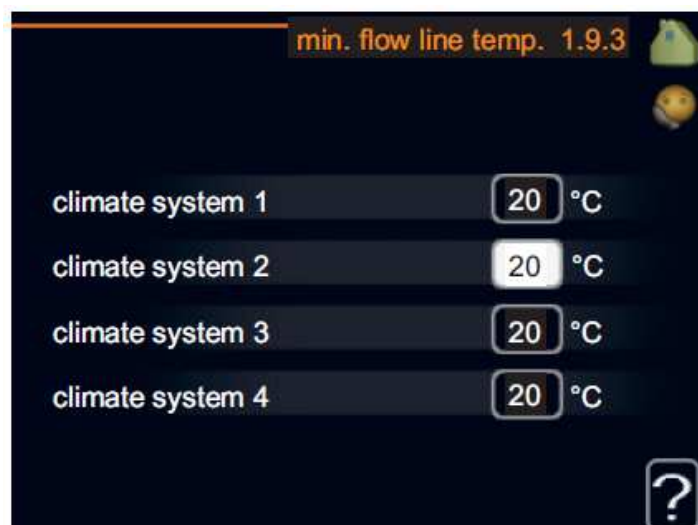 min. flow line temp. 1.9.3
climate system 1 20 °C
climate system 2 20 °C
climate system 3 20 °C
climate system 4 20 °C
?